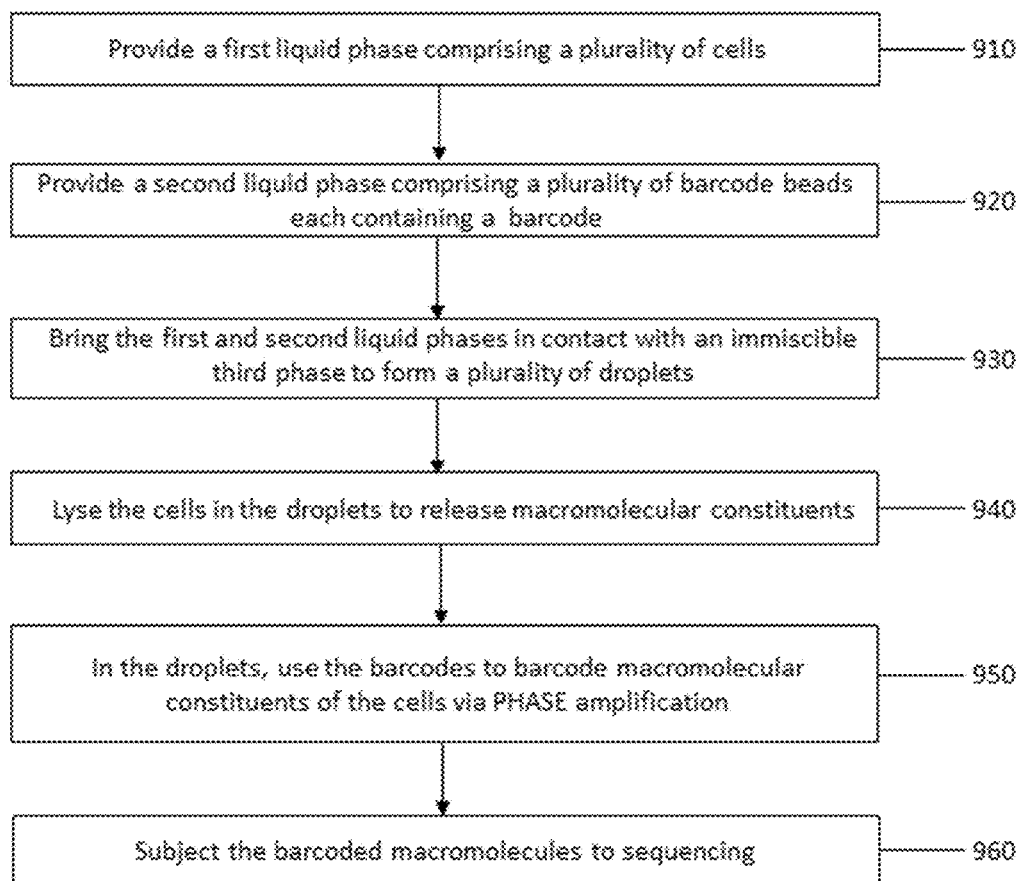 Provide a first liquid phase comprising a plurality of cells
910
Provide a second liquid phase comprising a plurality of barcode beads
each containing a barcode
920
Bring the first and second liquid phases in contact with an immiscible
third phase to form a plurality of droplets
930
Lyse the cells in the droplets to release macromolecular constituents
940
In the droplets, use the barcodes to barcode macromolecular
constituents of the cells via PHASE amplification
950
Subject the barcoded macromolecules to sequencing
960